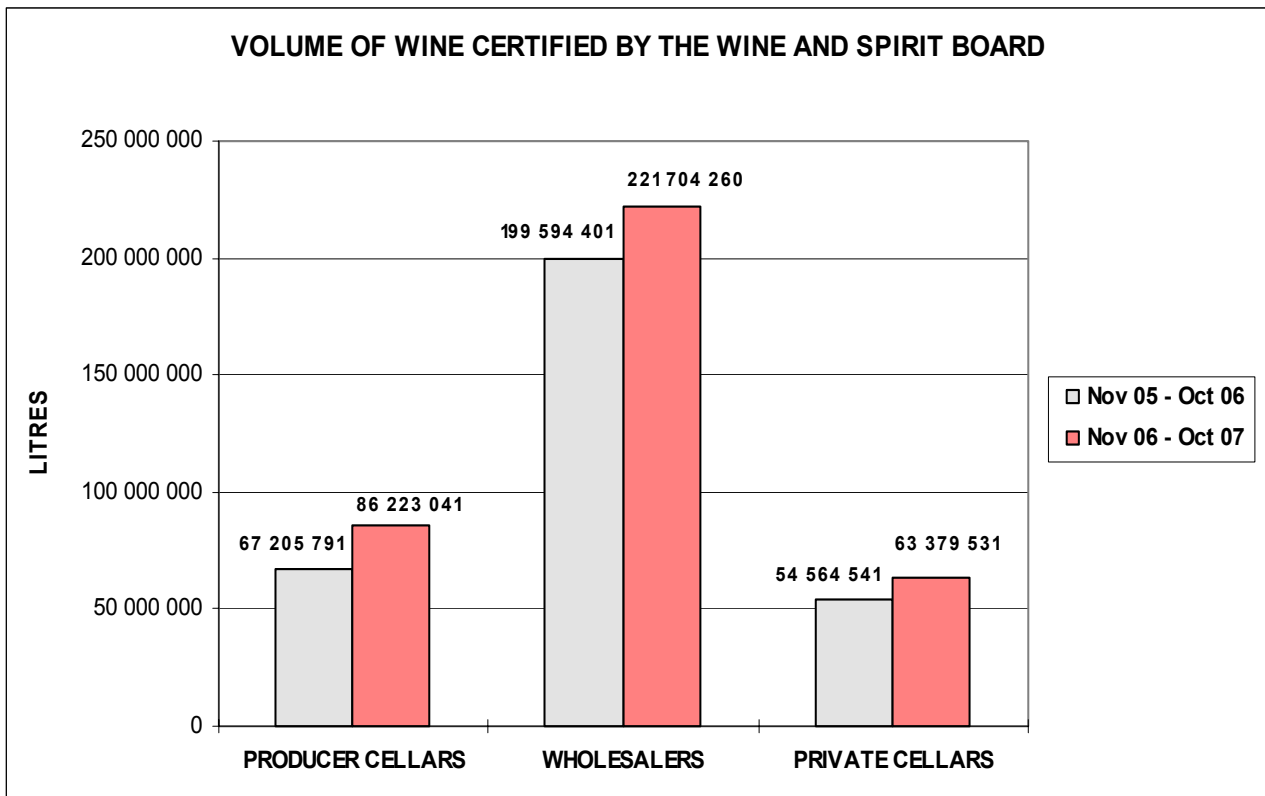 VOLUME OF WINE CERTIFIED BY THE WINE AND SPIRIT BOARD
250 000 000
200 000 000
150 000 000
100 000 000
50 000 000
0
LITRES
67 205 791
86 223 041
199 594 401
221 704 260
54 564 541
63 379 531
PRODUCER CELLARS
WHOLESALERS
PRIVATE CELLARS
Nov 05 - Oct 06
Nov 06 - Oct 07